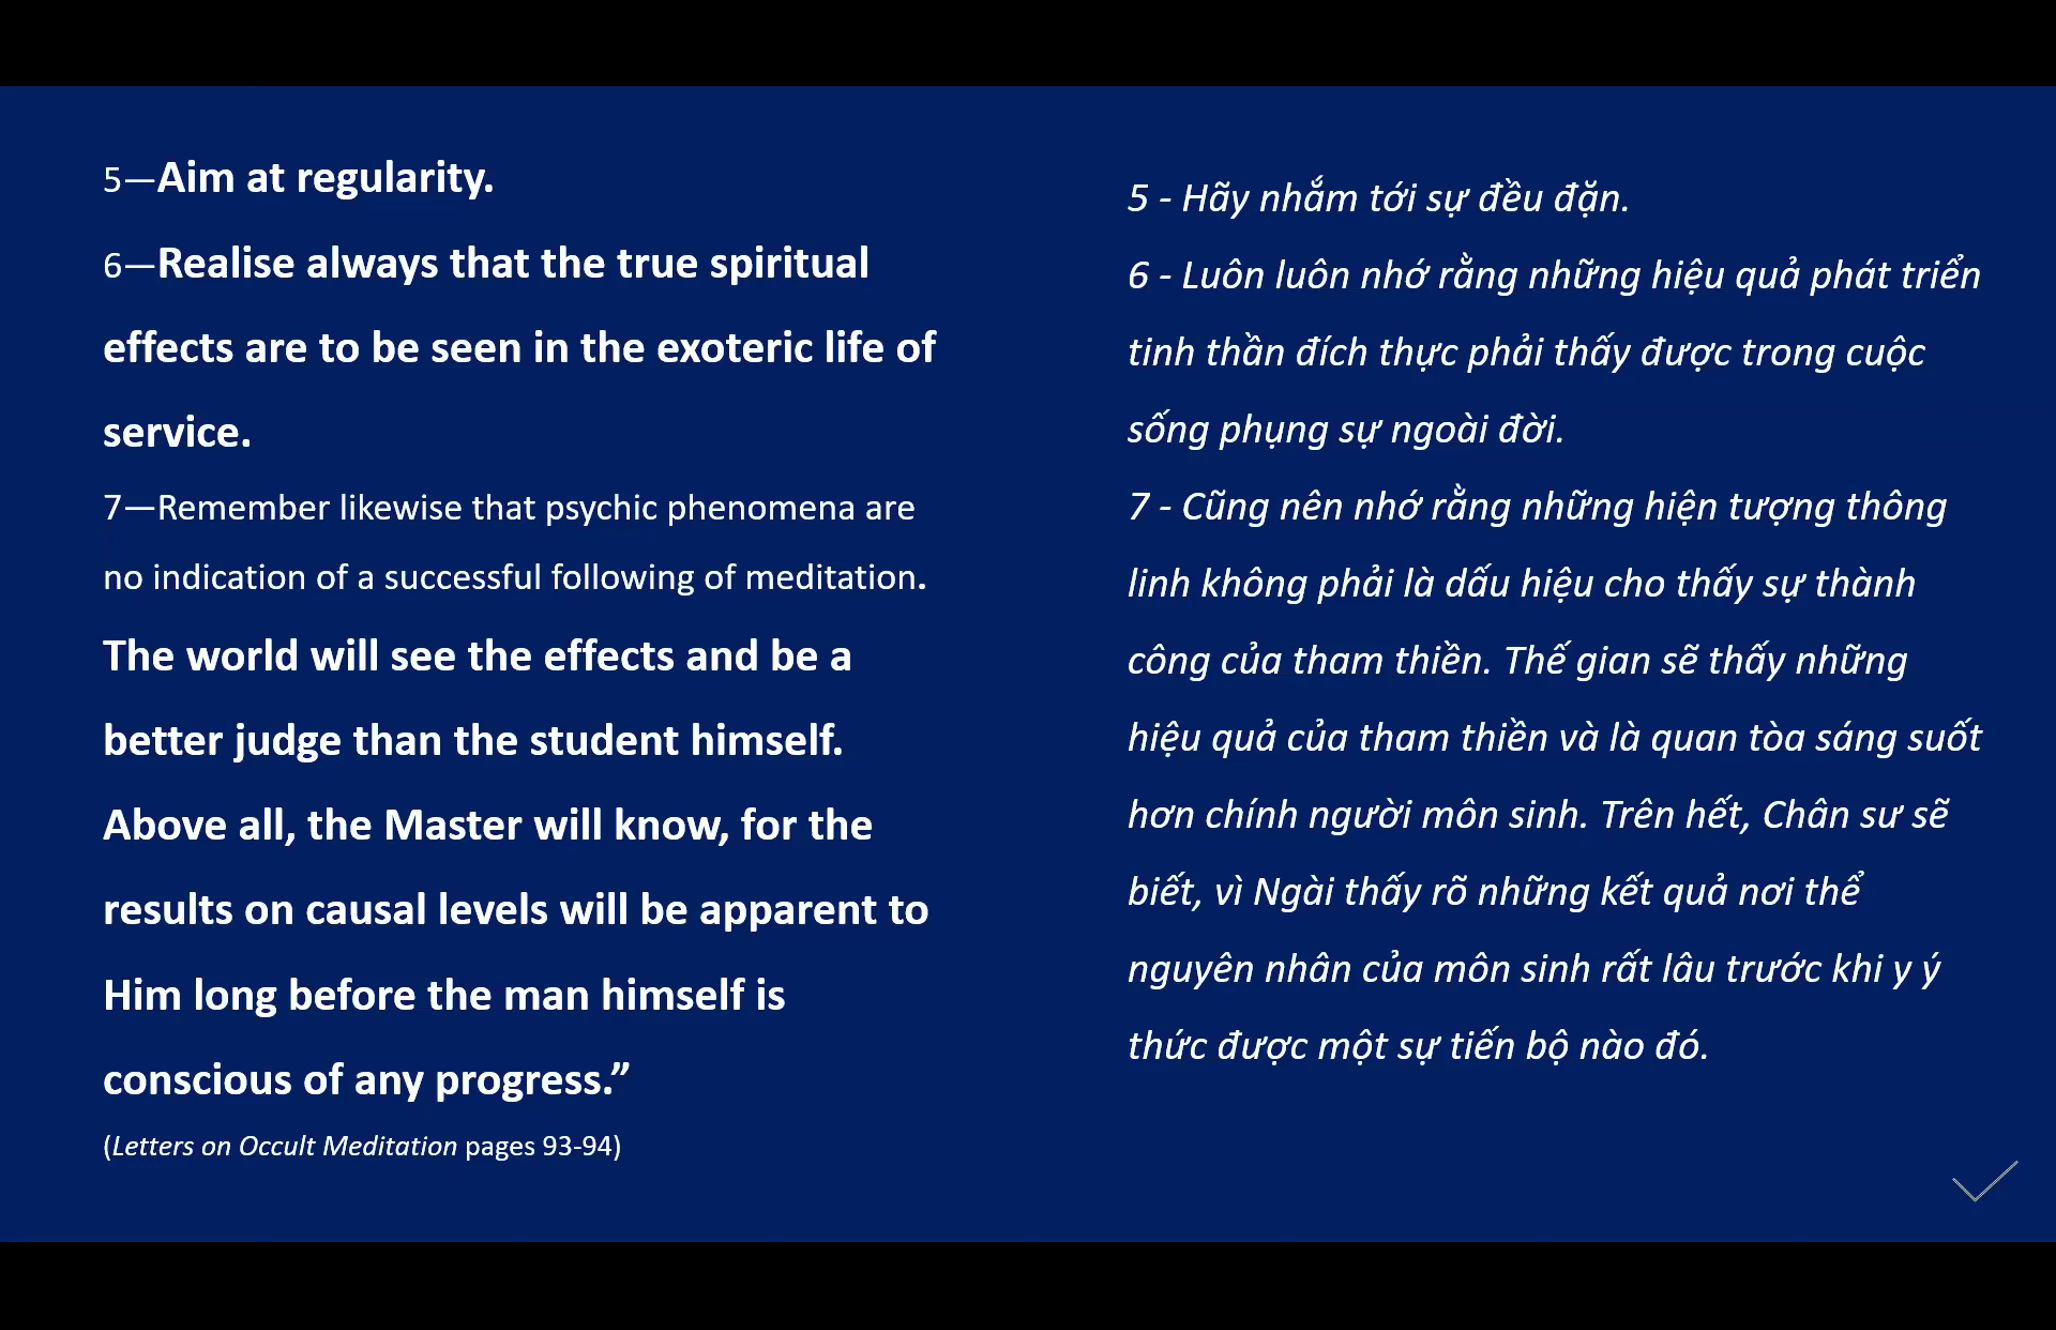 5—Aim at regularity.
6—Realise always that the true spiritual
effects are to be seen in the exoteric life of
service.
7—Remember likewise that psychic phenomena are
no indication of a successful following of meditation.
The world will see the effects and be a
better judge than the student himself.
Above all, the Master will know, for the
results on causal levels will be apparent to
Him long before the man himself is
conscious of any progress.”
(Letters on Occult Meditation pages 93-94)
5 - Hãy nhắm tới sự đều đặn.
6 - Luôn luôn nhớ rằng những hiệu quả phát triển
tinh thần đích thực phải thấy được trong cuộc
sống phụng sự ngoài đời.
7 - Cũng nên nhớ rằng những hiện tượng thông
linh không phải là dấu hiệu cho thấy sự thành
công của tham thiền. Thế gian sẽ thấy những
hiệu quả của tham thiền và là quan tòa sáng suốt
hơn chính người môn sinh. Trên hết, Chân sư sẽ
biết, vì Ngài thấy rõ những kết quả nơi thể
nguyên nhân của môn sinh rất lâu trước khi y ý
thức được một sự tiến bộ nào đó.